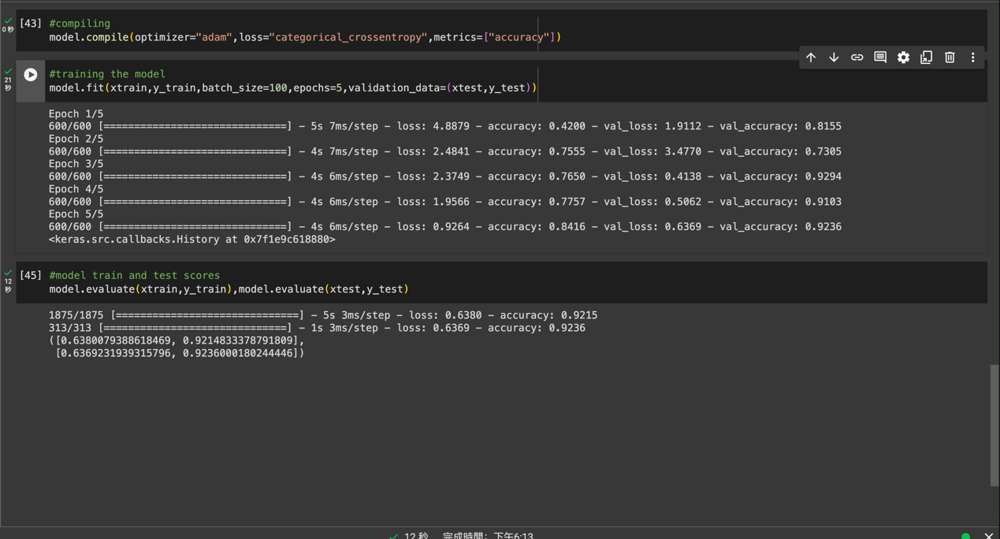 [43] #compiling
model.compile(optimizer="adam",loss="categorical_crossentropy",metrics=["accuracy"])
0 秒
#training the model
model.fit(xtrain,y_train,batch_size=100,epochs=5,validation_data=(xtest,y_test))
21
秒
Epoch 1/5
600/600 [==============================] - 5s 7ms/step - loss: 4.8879 - accuracy: 0.4200 - val_loss: 1.9112 - val_accuracy: 0.8155
Epoch 2/5
600/600 [==============================] - 4s 7ms/step - loss: 2.4841 - accuracy: 0.7555 - val_loss: 3.4770 - val_accuracy: 0.7305
Epoch 3/5
600/600 [==============================] - 4s 6ms/step - loss: 2.3749 - accuracy: 0.7650 - val_loss: 0.4138 - val_accuracy: 0.9294
Epoch 4/5
600/600 [==============================] - 4s 6ms/step - loss: 1.9566 - accuracy: 0.7757 - val_loss: 0.5062 - val_accuracy: 0.9103
Epoch 5/5
600/600 [==============================] - 4s 6ms/step - loss: 0.9264 - accuracy: 0.8416 - val_loss: 0.6369 - val_accuracy: 0.9236
<keras.src.callbacks.History at 0x7f1e9c618880>
[45] #model train and test scores
model.evaluate(xtrain,y_train),model.evaluate(xtest,y_test)
12
秒
1875/1875 [==============================] - 5s 3ms/step - loss: 0.6380 - accuracy: 0.9215
313/313 [==============================] - 1s 3ms/step - loss: 0.6369 - accuracy: 0.9236
([0.6380079388618469, 0.9214833378791809],
[0.6369231939315796, 0.9236000180244446])
12 秒 完成時間：下午6:13